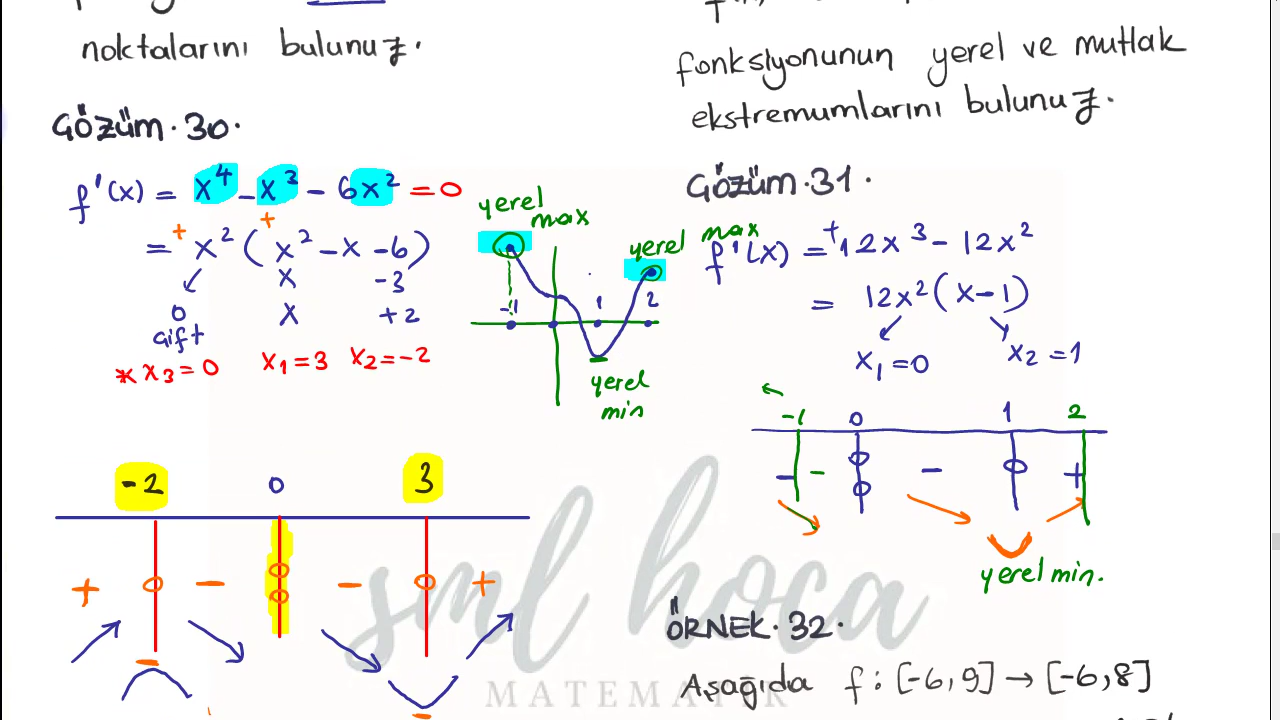 noktalarını bulunuz.
Çözüm.30.
f'(x) = x⁴ - x³ - 6x² = 0
= x² ( x² - x - 6 )
+ +
x -3
0 x +2
çift
* x₃ = 0 x₁ = 3 x₂ = -2
yerel
max
yerel max
-1 1 2
yerel
min
-2 0 3
+ - - +
fonksiyonunun yerel ve mutlak
ekstremumlarını bulunuz.
Çözüm.31.
f'(x) = +12x³ - 12x²
= 12x² ( x - 1 )
x₁ = 0 x₂ = 1
-1 0 1 2
- - - +
yerel min.
ÖRNEK.32.
Aşağıda f : [-6,9] → [-6,8]
sml hoca
MATEMATİK